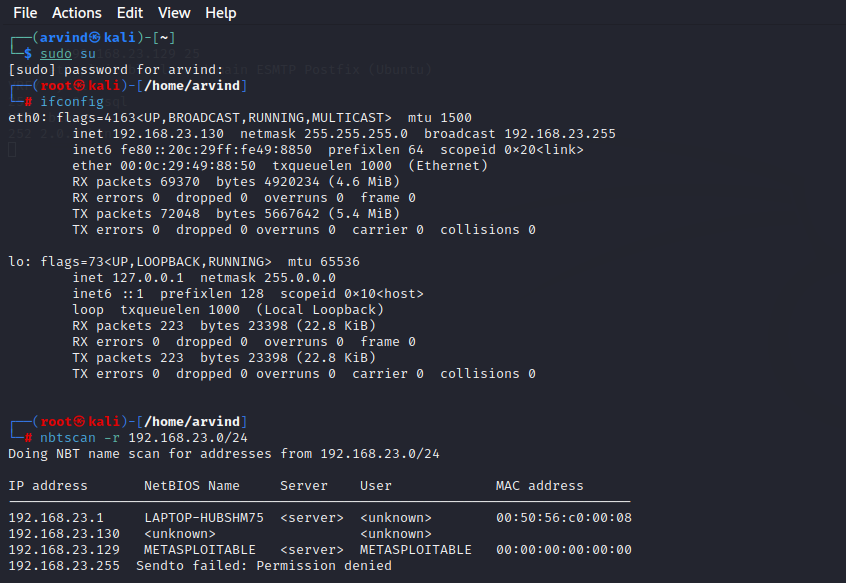 File Actions Edit View Help
┌──(arvind㉿kali)-[~]
└─$ sudo su
[sudo] password for arvind:
┌──(root㉿kali)-[/home/arvind]
└─# ifconfig
eth0: flags=4163<UP,BROADCAST,RUNNING,MULTICAST>  mtu 1500
        inet 192.168.23.130  netmask 255.255.255.0  broadcast 192.168.23.255
        inet6 fe80::20c:29ff:fe49:8850  prefixlen 64  scopeid 0×20<link>
        ether 00:0c:29:49:88:50  txqueuelen 1000  (Ethernet)
        RX packets 69370  bytes 4920234 (4.6 MiB)
        RX errors 0  dropped 0  overruns 0  frame 0
        TX packets 72048  bytes 5667642 (5.4 MiB)
        TX errors 0  dropped 0 overruns 0  carrier 0  collisions 0
lo: flags=73<UP,LOOPBACK,RUNNING>  mtu 65536
        inet 127.0.0.1  netmask 255.0.0.0
        inet6 ::1  prefixlen 128  scopeid 0×10<host>
        loop  txqueuelen 1000  (Local Loopback)
        RX packets 223  bytes 23398 (22.8 KiB)
        RX errors 0  dropped 0  overruns 0  frame 0
        TX packets 223  bytes 23398 (22.8 KiB)
        TX errors 0  dropped 0 overruns 0  carrier 0  collisions 0
┌──(root㉿kali)-[/home/arvind]
└─# nbtscan -r 192.168.23.0/24
Doing NBT name scan for addresses from 192.168.23.0/24
IP address       NetBIOS Name     Server    User             MAC address
192.168.23.1     LAPTOP-HUBSHM75  <server>  <unknown>        00:50:56:c0:00:08
192.168.23.130   <unknown>                  <unknown>
192.168.23.129   METASPLOITABLE   <server>  METASPLOITABLE   00:00:00:00:00:00
192.168.23.255  Sendto failed: Permission denied